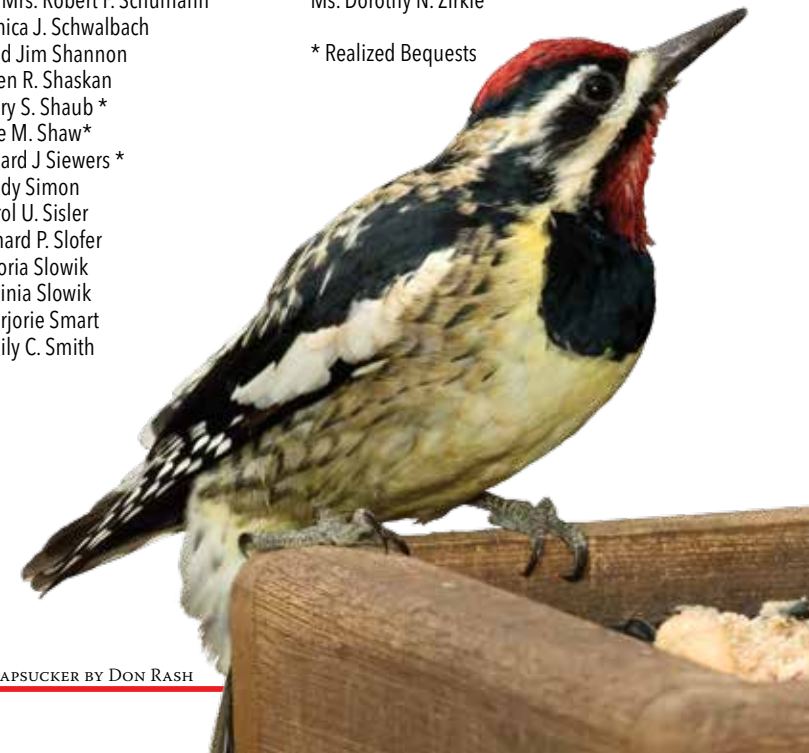 Mrs. Robert F. Schumann
nica J. Schwalbach
d Jim Shannon
en R. Shaskan
ry S. Shaub *
e M. Shaw*
ard J Siewers *
dy Simon
rol U. Sisler
hard P. Slofer
oria Slowik
inia Slowik
rjorie Smart
ily C. Smith
Ms. Dorothy N. Zirkle
* Realized Bequests
APSUCKER BY DON RASH